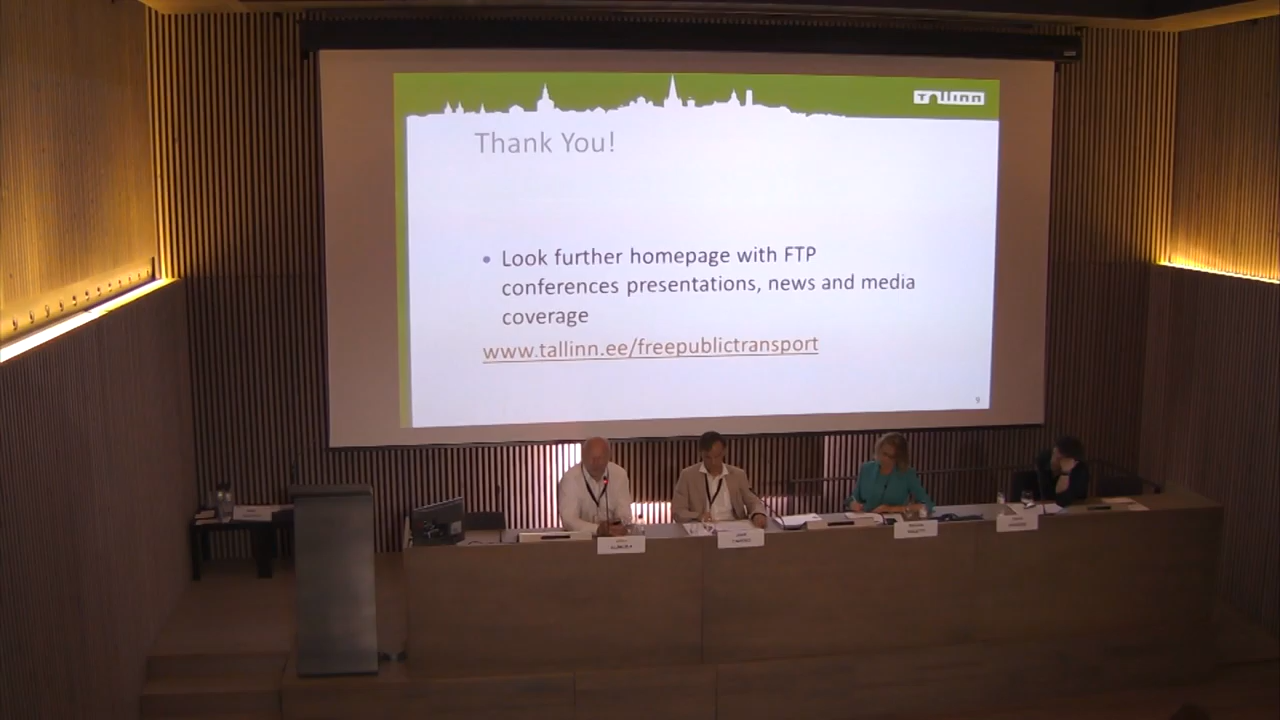 Tallinn
Thank You!
• Look further homepage with FTP
conferences presentations, news and media
coverage
www.tallinn.ee/freepublictransport
9